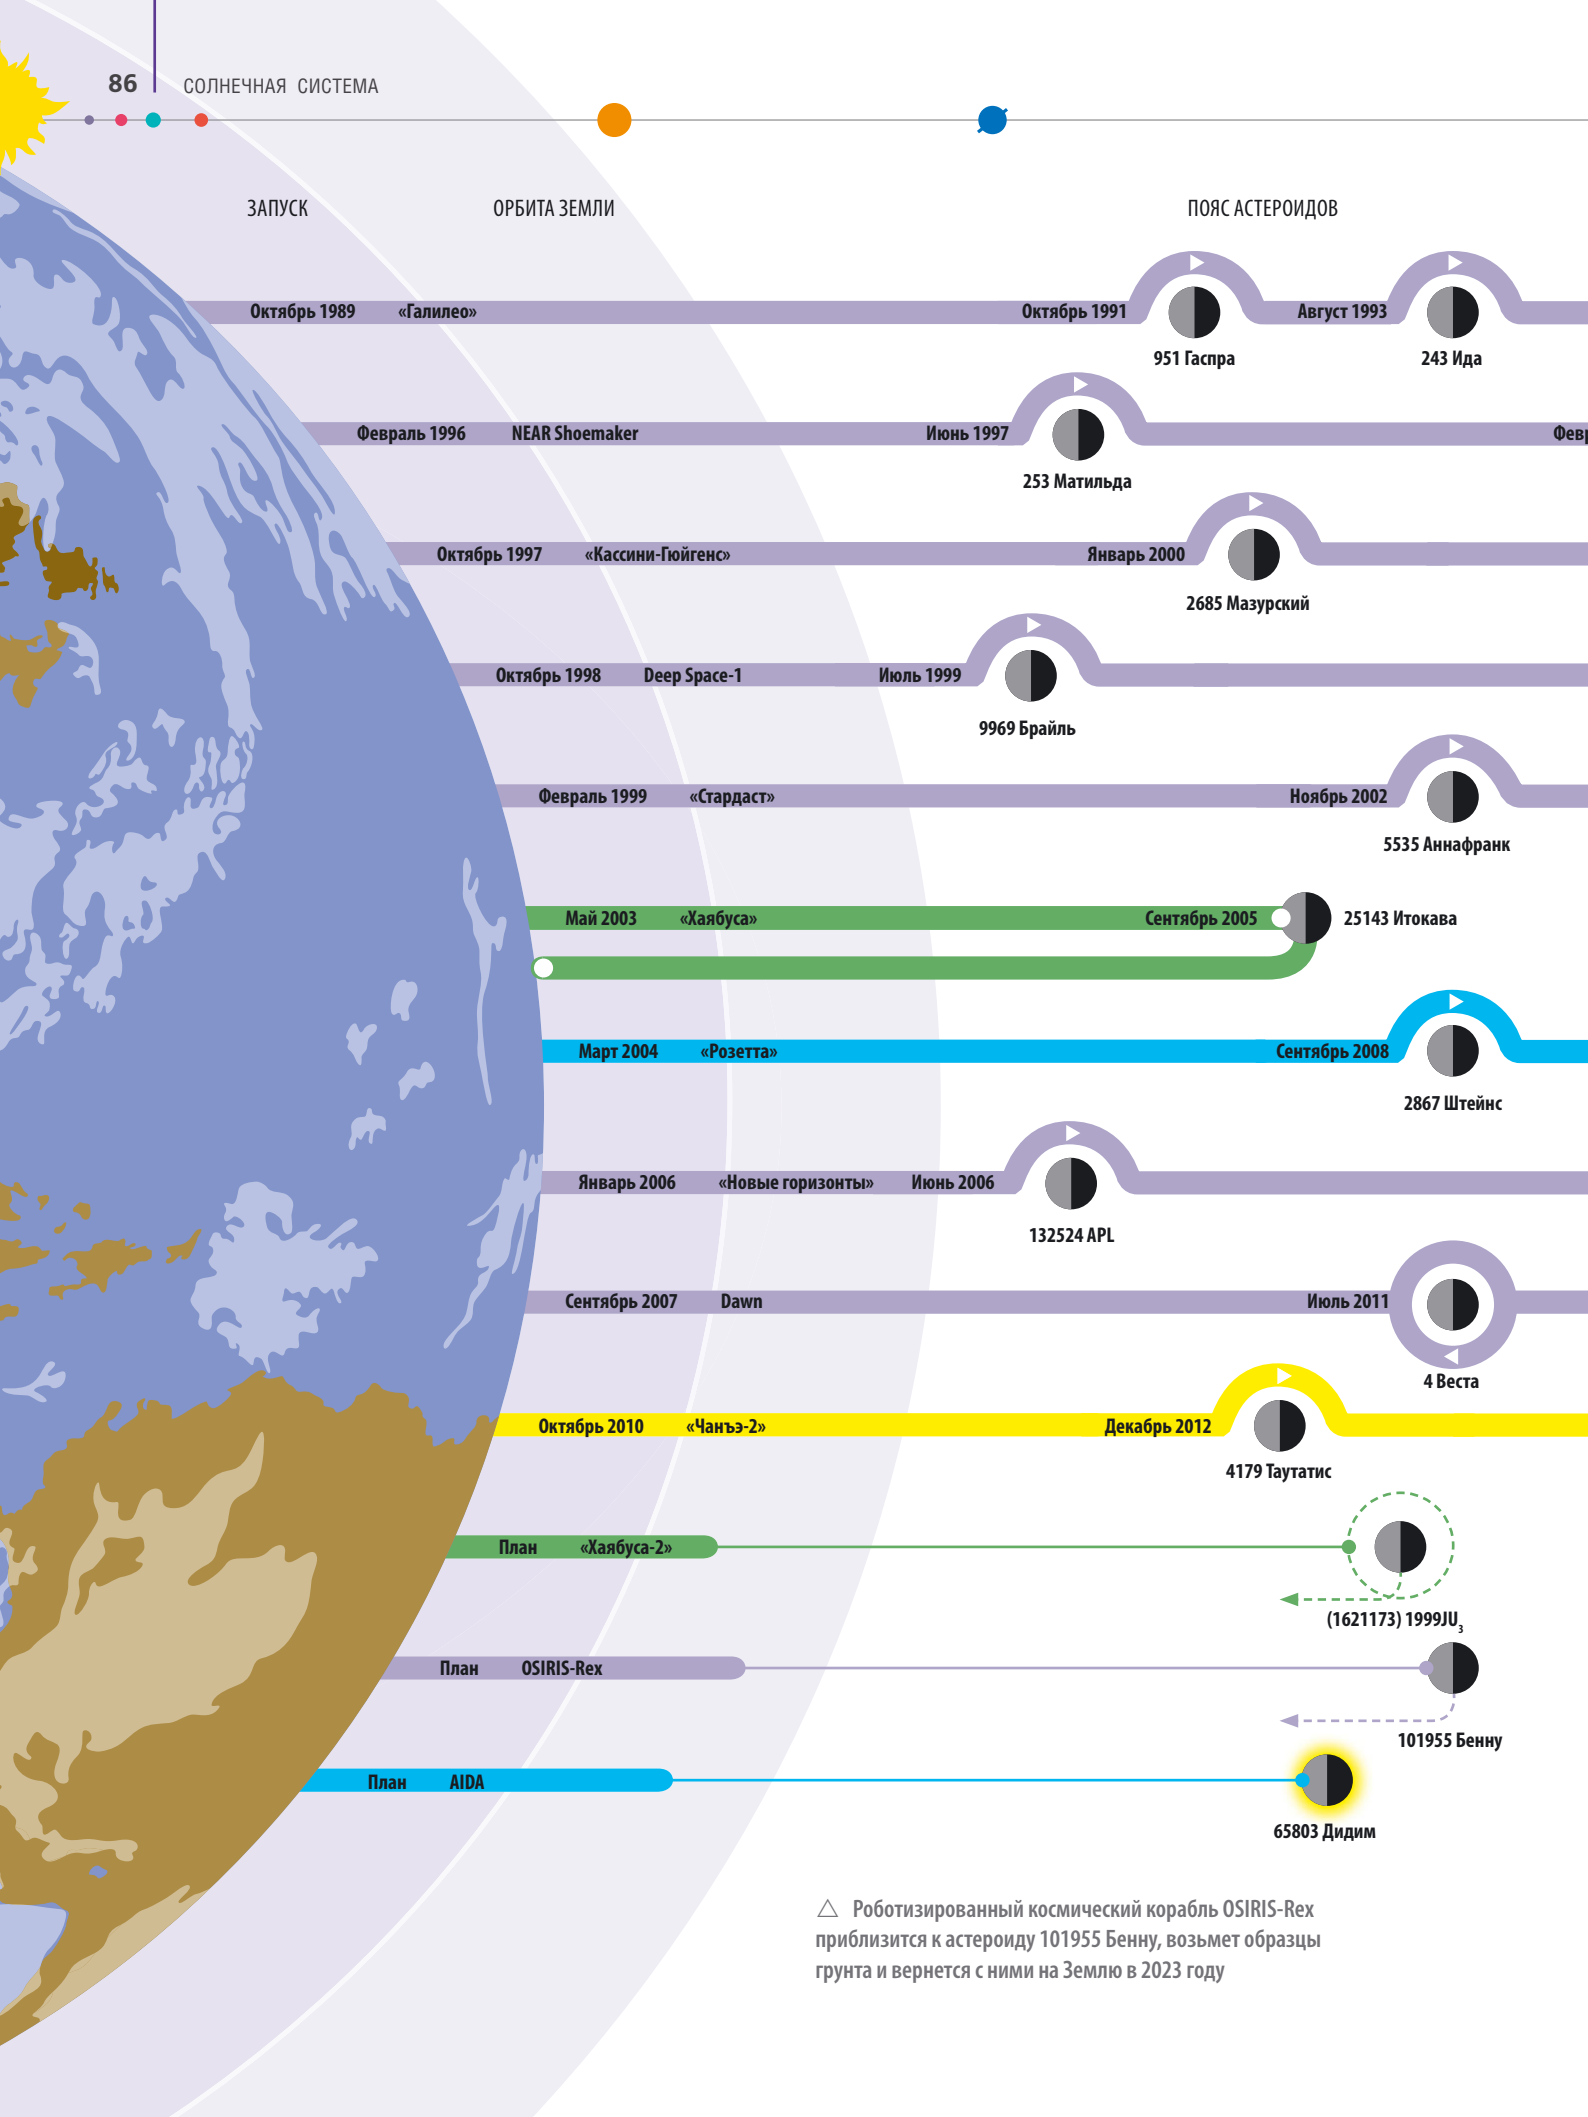 86
СОЛНЕЧНАЯ СИСТЕМА
ЗАПУСК ОРБИТА ЗЕМЛИ ПОЯС АСТЕРОИДОВ
Октябрь 1989 «Галилео» Октябрь 1991 Август 1993
951 Гаспра 243 Ида
Февраль 1996 NEAR Shoemaker Июнь 1997
253 Матильда
Октябрь 1997 «Кассини-Гюйгенс» Январь 2000
2685 Мазурский
Октябрь 1998 Deep Space-1 Июль 1999
9969 Брайль
Февраль 1999 «Стардаст» Ноябрь 2002
5535 Аннафранк
Май 2003 «Хаябуса» Сентябрь 2005 25143 Итокава
Март 2004 «Розетта» Сентябрь 2008
2867 Штейнс
Январь 2006 «Новые горизонты» Июнь 2006
132524 APL
Сентябрь 2007 Dawn Июль 2011
4 Веста
Октябрь 2010 «Чанъэ-2» Декабрь 2012
4179 Таутатис
План «Хаябуса-2»
(1621173) 1999JU₃
План OSIRIS-Rex
101955 Бенну
План AIDA
65803 Дидим
△ Роботизированный космический корабль OSIRIS-Rex
приблизится к астероиду 101955 Бенну, возьмет образцы
грунта и вернется с ними на Землю в 2023 году